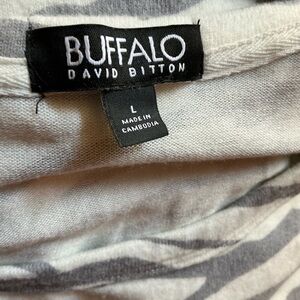 BUFFALO
DAVID BITTON
L
MADE IN
CAMBODIA